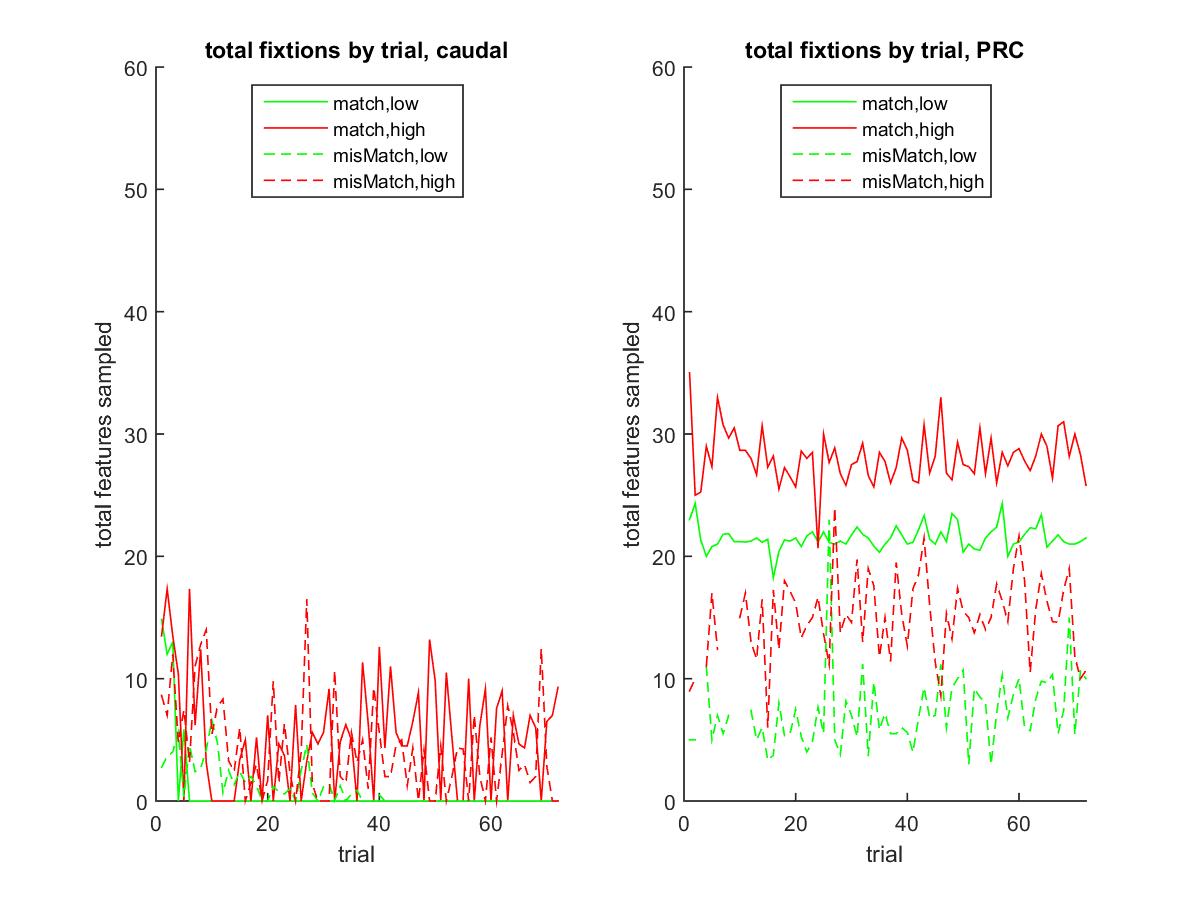 total fixtions by trial, caudal
60
50
40
30
20
10
0
total features sampled
match,low
match,high
misMatch,low
misMatch,high
0 20 40 60
trial
total fixtions by trial, PRC
60
50
40
30
20
10
0
total features sampled
match,low
match,high
misMatch,low
misMatch,high
0 20 40 60
trial